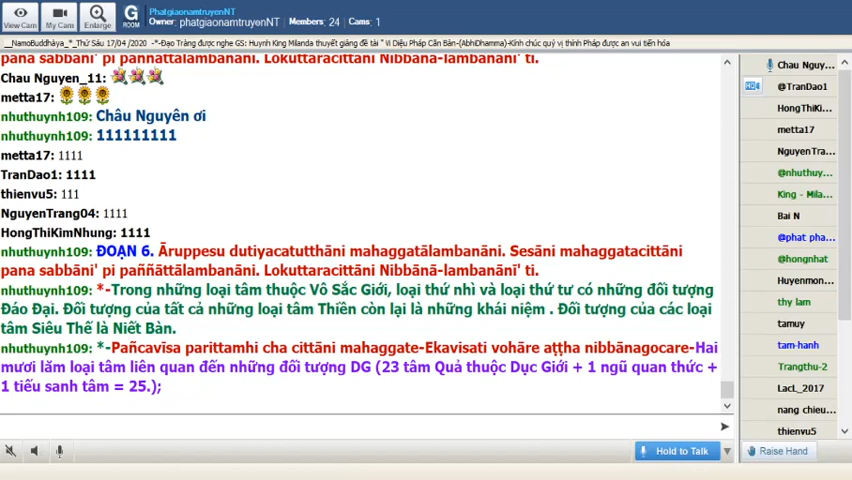 View Cam
My Cam
Enlarge
G
ROOM
PhatgiaonamtruyenNT
Owner: phatgiaonamtruyenNT | Members: 24 | Cams: 1
__NamoBuddhàya_*_Thứ Sáu 17/04 /2020 -*-Đạo Tràng được nghe GS: Huynh King Milanda thuyết giảng đề tài " Vi Diệu Pháp Căn Bản-(AbhiDhamma)-Kính chúc quý vị thính Pháp được an vui tiến hóa
pana sabbāni' pi paññāttālambanāni. Lokuttaracittāni Nibbānā-lambanānī' ti.
Chau Nguyen_11:
metta17:
nhuthuynh109: Châu Nguyên ơi
nhuthuynh109: 111111111
metta17: 1111
TranDao1: 1111
thienvu5: 111
NguyenTrang04: 1111
HongThiKimNhung: 1111
nhuthuynh109: ĐOẠN 6. Āruppesu dutiyacatutthāni mahaggatālambanāni. Sesāni mahaggatacittāni
pana sabbāni' pi paññāttālambanāni. Lokuttaracittāni Nibbānā-lambanānī' ti.
nhuthuynh109: *-Trong những loại tâm thuộc Vô Sắc Giới, loại thứ nhì và loại thứ tư có những đối tượng
Đáo Đại. Đối tượng của tất cả những loại tâm Thiền còn lại là những khái niệm . Đối tượng của các loại
tâm Siêu Thế là Niết Bàn.
nhuthuynh109: *-Pañcavīsa parittamhi cha cittāni mahaggate-Ekavisati vohāre aṭṭha nibbānagocare-Hai
mươi lăm loại tâm liên quan đến những đối tượng DG (23 tâm Quả thuộc Dục Giới + 1 ngũ quan thức +
1 tiếu sanh tâm = 25.);
Hold to Talk
Raise Hand
Chau Nguy...
@TranDao1
HongThiKi...
metta17
NguyenTra...
@nhuthuy...
King - Mila...
Bai N
@phat pha...
@hongnhat
Huyenmon...
thy lam
tamuy
tam-hanh
Trangthu-2
LacL_2017
nang chieu...
thienvu5